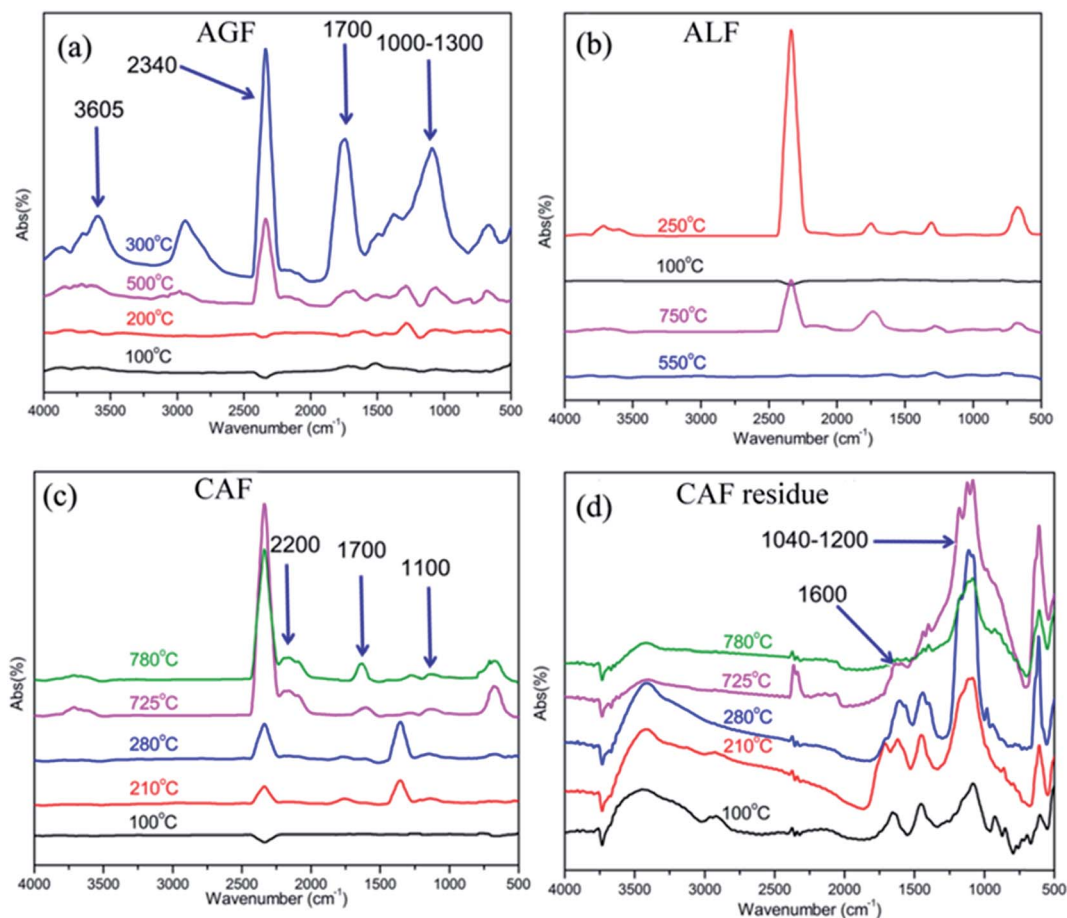 (a)
AGF
1700
1000-1300
2340
3605
300°C
500°C
200°C
100°C
Abs(%)
4000 3500 3000 2500 2000 1500 1000 500
Wavenumber (cm⁻¹)
(b)
ALF
250°C
100°C
750°C
550°C
Abs(%)
4000 3500 3000 2500 2000 1500 1000 500
Wavenumber (cm⁻¹)
(c)
CAF
2200
1700
1100
780°C
725°C
280°C
210°C
100°C
Abs(%)
4000 3500 3000 2500 2000 1500 1000 500
Wavenumber (cm⁻¹)
(d)
CAF residue
1040-1200
1600
780°C
725°C
280°C
210°C
100°C
Abs(%)
4000 3500 3000 2500 2000 1500 1000 500
Wavenumber (cm⁻¹)